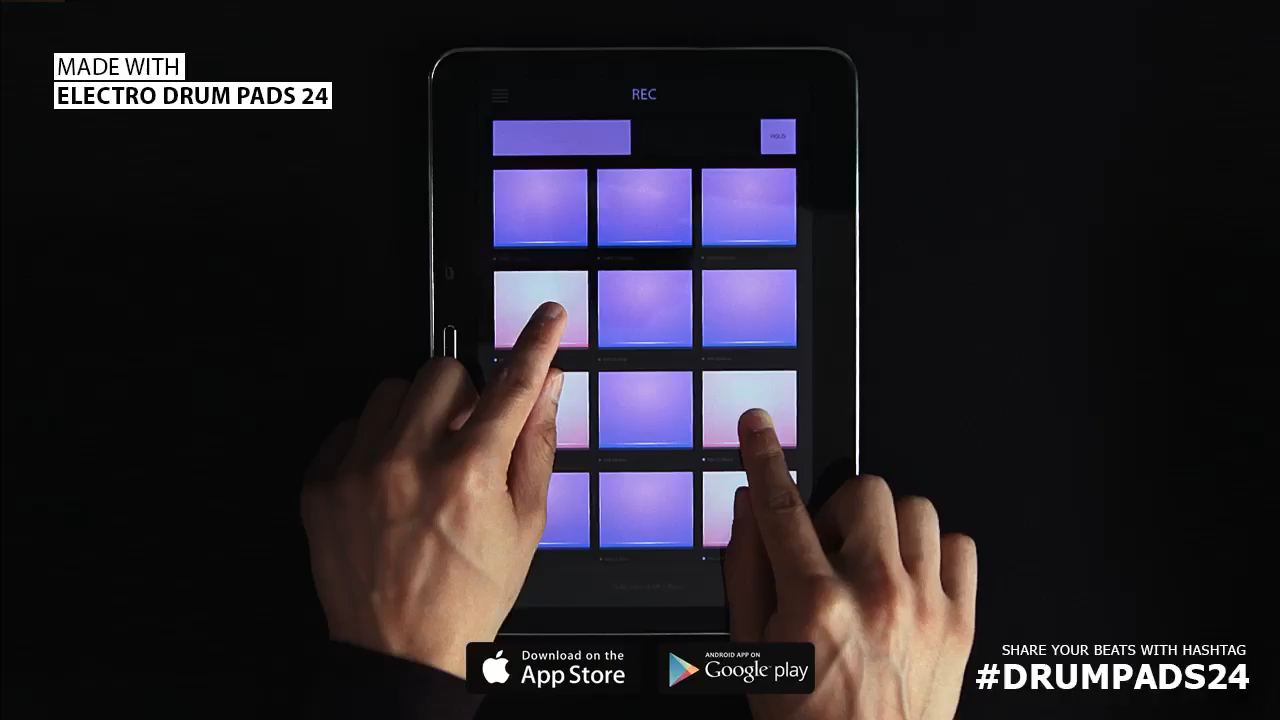 MADE WITH
ELECTRO DRUM PADS 24
REC
Download on the
App Store
ANDROID APP ON
Google play
SHARE YOUR BEATS WITH HASHTAG
#DRUMPADS24